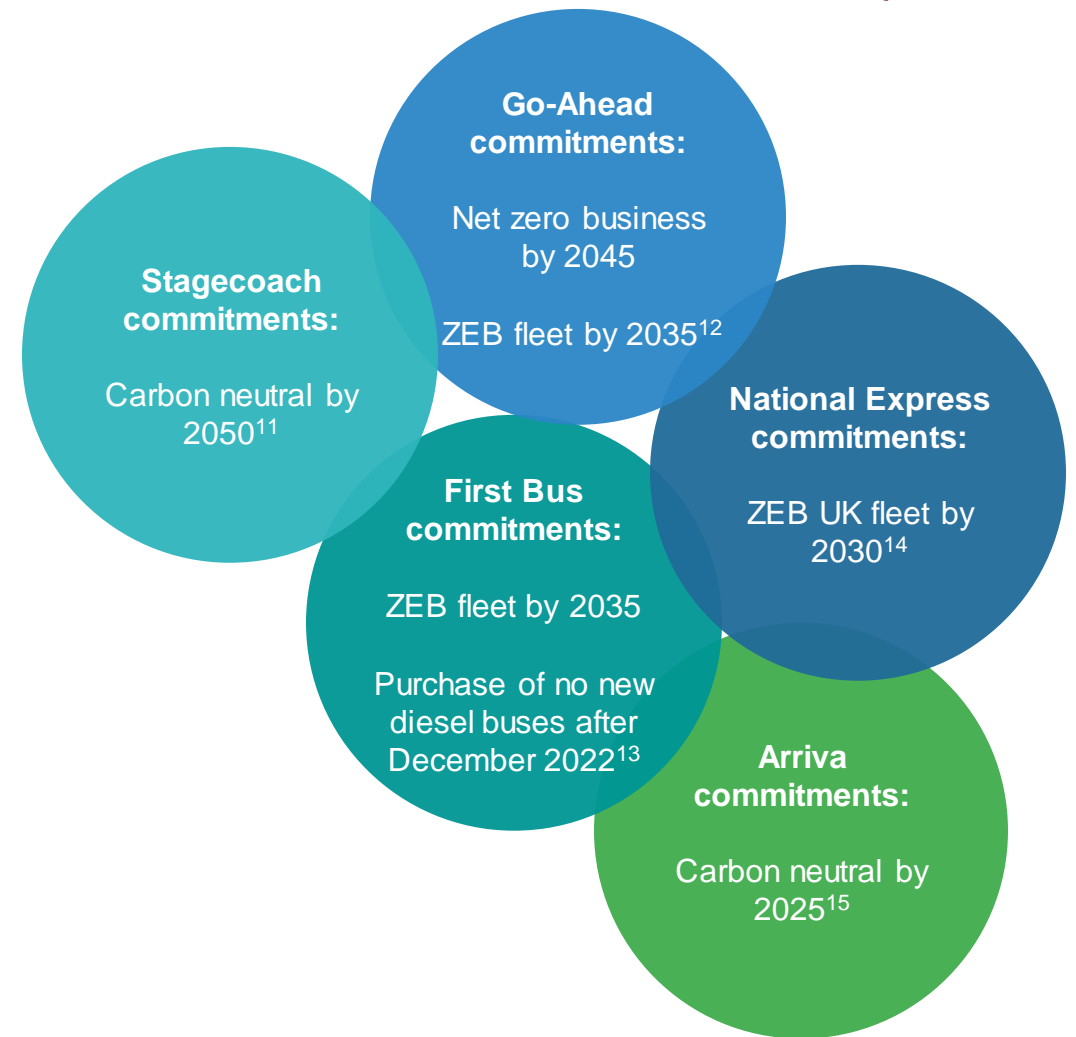 Go-Ahead
commitments:
Net zero business
by 2045
ZEB fleet by 2035¹²
Stagecoach
commitments:
Carbon neutral by
2050¹¹
National Express
commitments:
ZEB UK fleet by
2030¹⁴
First Bus
commitments:
ZEB fleet by 2035
Purchase of no new
diesel buses after
December 2022¹³
Arriva
commitments:
Carbon neutral by
2025¹⁵